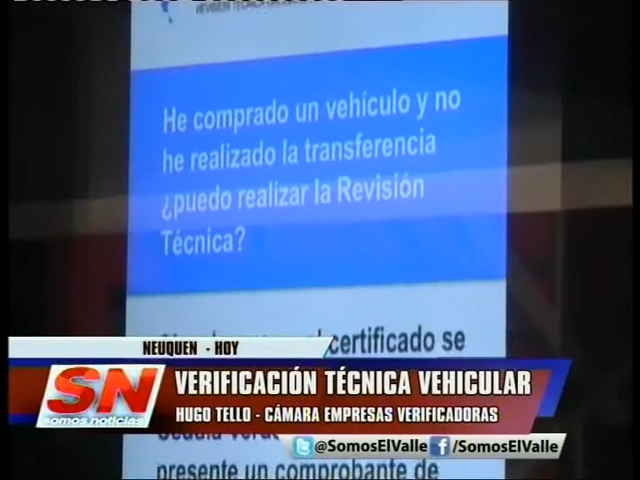 REVISIÓN
He comprado un vehículo y no
he realizado la transferencia
¿puedo realizar la Revisión
Técnica?
certificado se
NEUQUEN - HOY
SN
somos noticias
VERIFICACIÓN TÉCNICA VEHICULAR
HUGO TELLO - CÁMARA EMPRESAS VERIFICADORAS
@SomosElValle /SomosElValle
presente un comprobante de